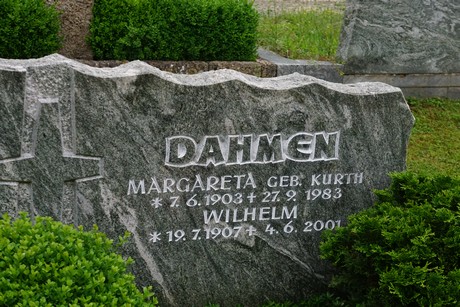 DAHMEN
MARGARETA GEB. KURTH
* 7. 6. 1903 + 27. 9. 1983
WILHELM
* 19. 7. 1907 + 4. 6. 2001